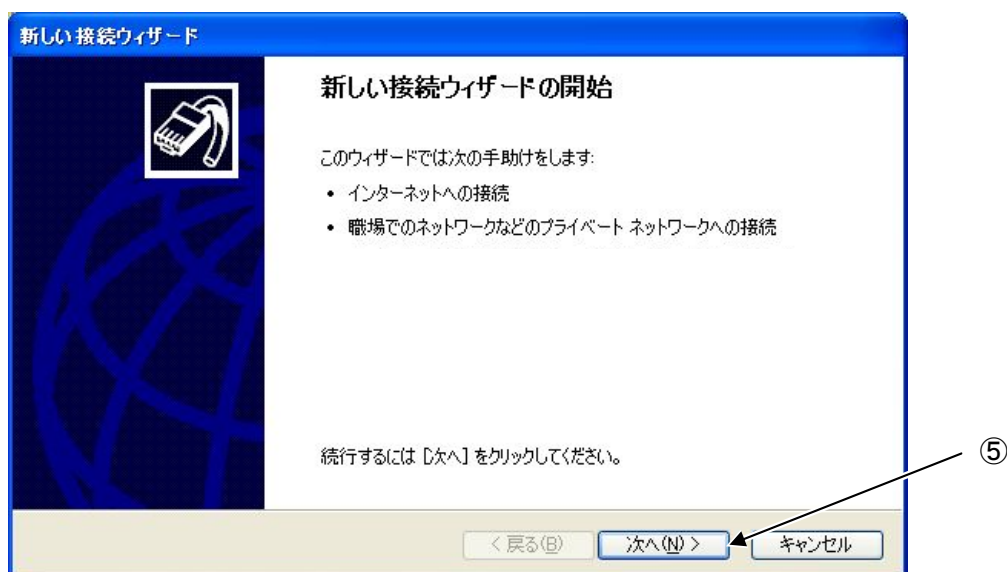 新しい接続ウィザード
新しい接続ウィザードの開始
このウィザードでは次の手助けをします:
• インターネットへの接続
• 職場でのネットワークなどのプライベート ネットワークへの接続
続行するには [次へ] をクリックしてください。
⑤
< 戻る(B) 次へ(N) > キャンセル